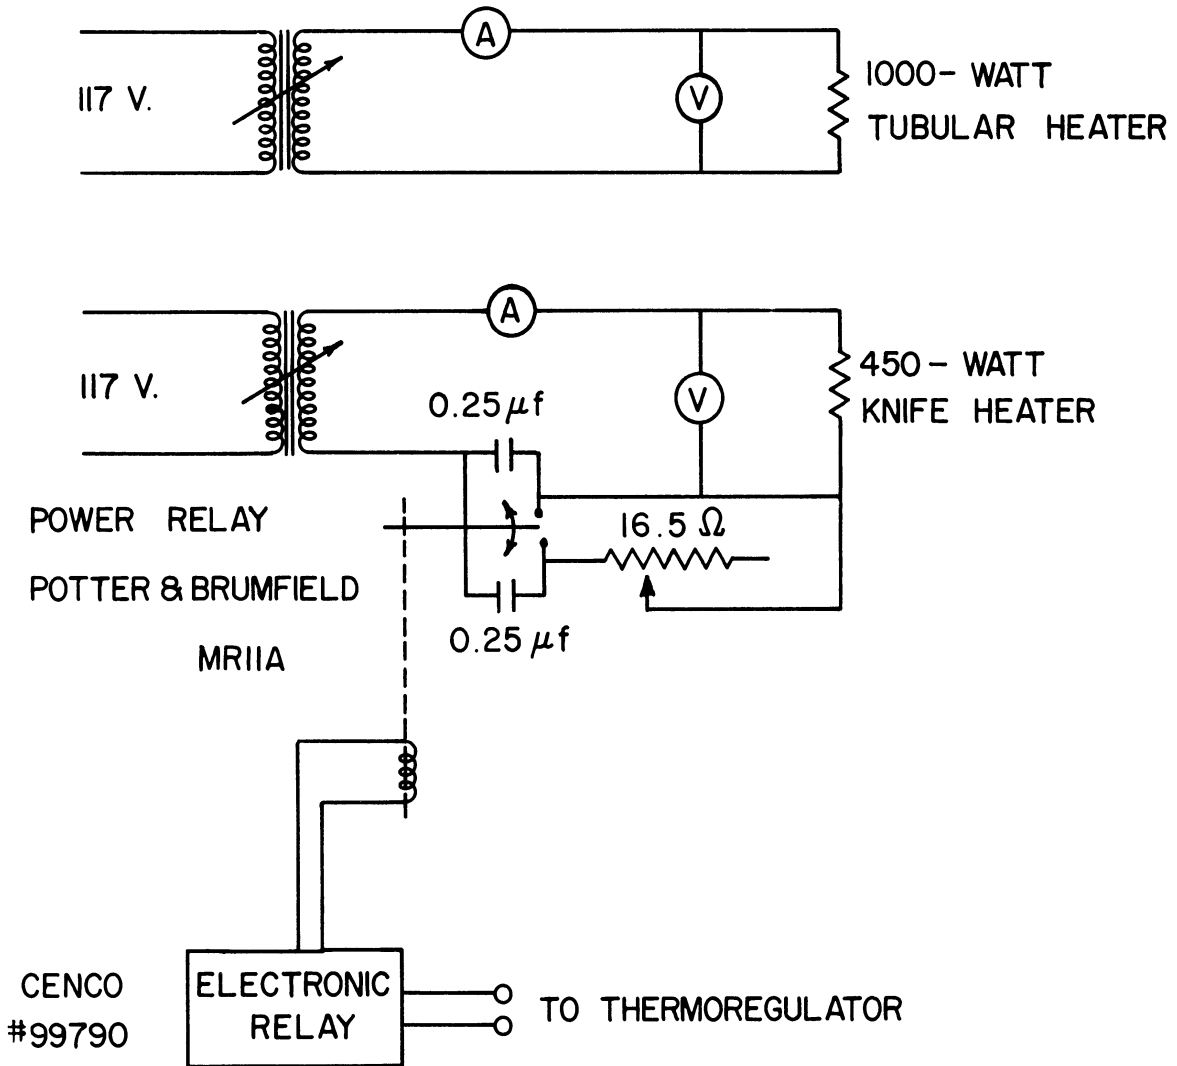 A
117 V.
V
1000- WATT
TUBULAR HEATER
A
117 V.
0.25 μf
V
450- WATT
KNIFE HEATER
POWER RELAY
16.5 Ω
POTTER & BRUMFIELD
0.25 μf
MR11A
CENCO
#99790
ELECTRONIC
RELAY
TO THERMOREGULATOR